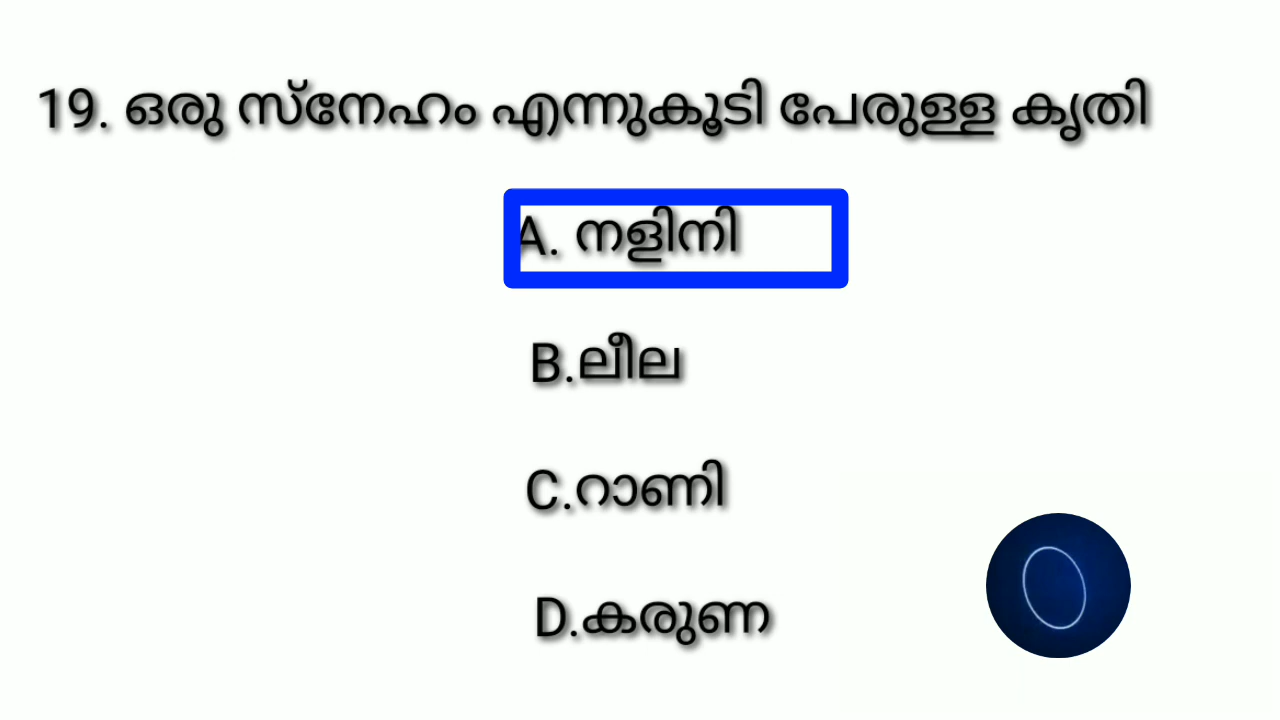 19. ഒരു സ്നേഹം എന്നുകൂടി പേരുള്ള കൃതി
A. നളിനി
B.ലീല
C.റാണി
D.കരുണ